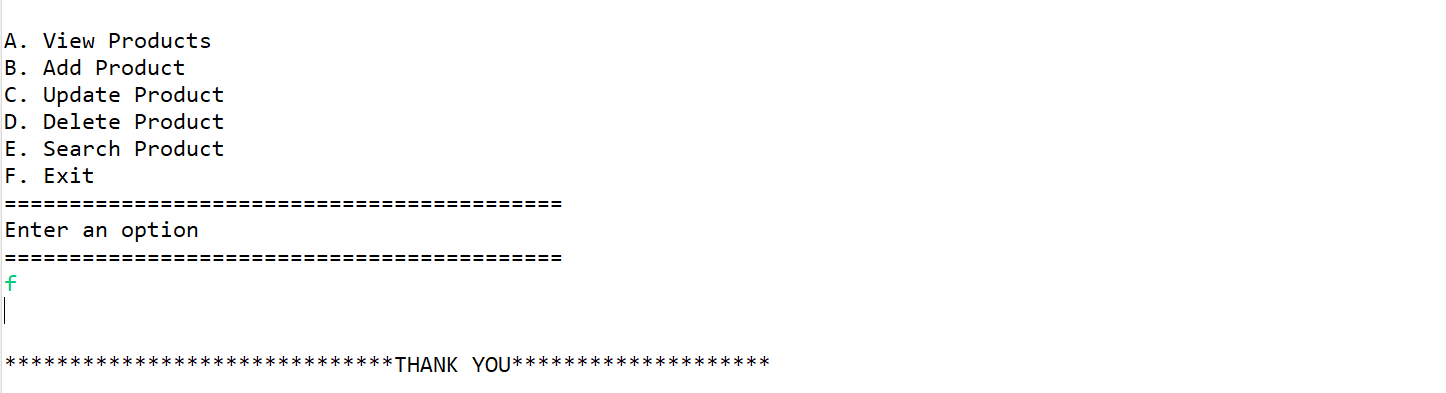 A. View Products
B. Add Product
C. Update Product
D. Delete Product
E. Search Product
F. Exit
===========================================
Enter an option
===========================================
f
******************************THANK YOU********************